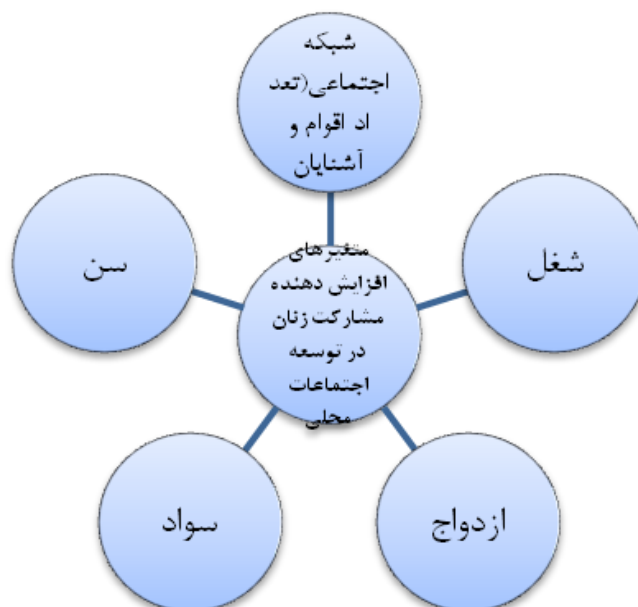 شبکه
اجتماعی(تعد
اد اقوام و
آشنایان
شغل
سن
متغیرهای
افزایش دهنده
مشارکت زنان
در توسعه
اجتماعات
محلی
ازدواج
سواد